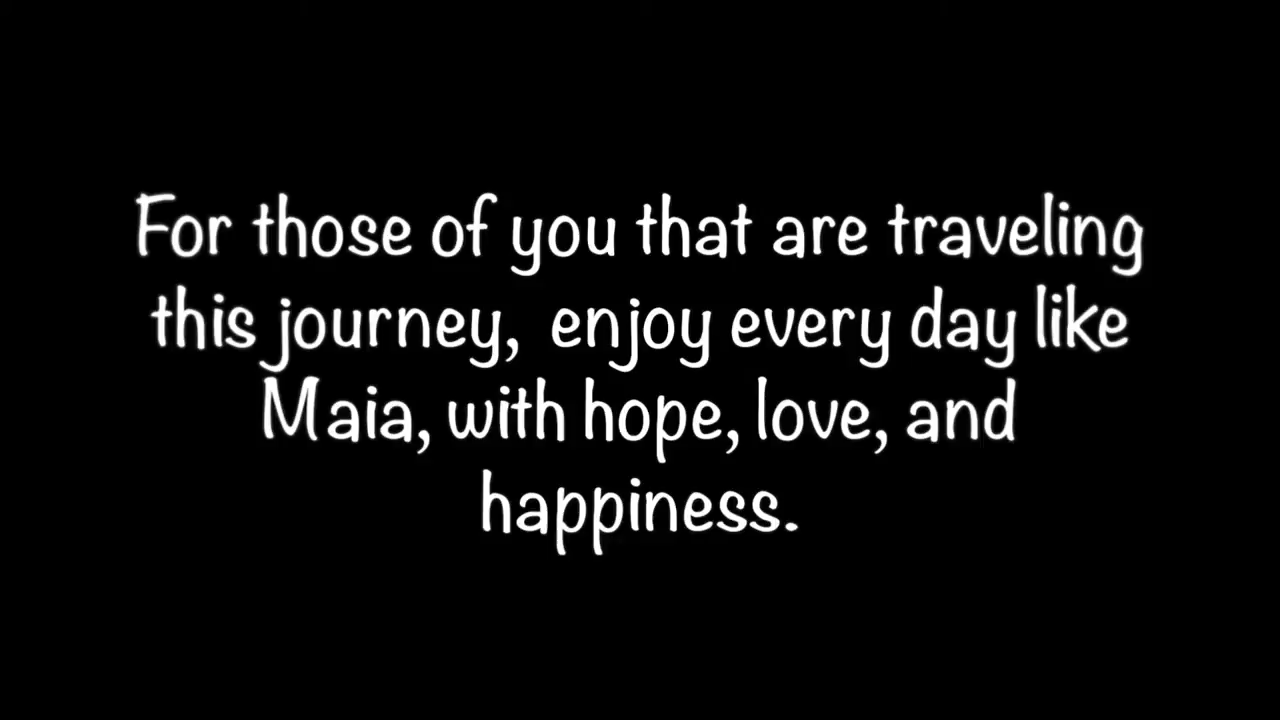 For those of you that are traveling
this journey,  enjoy every day like
Maia, with hope, love, and
happiness.